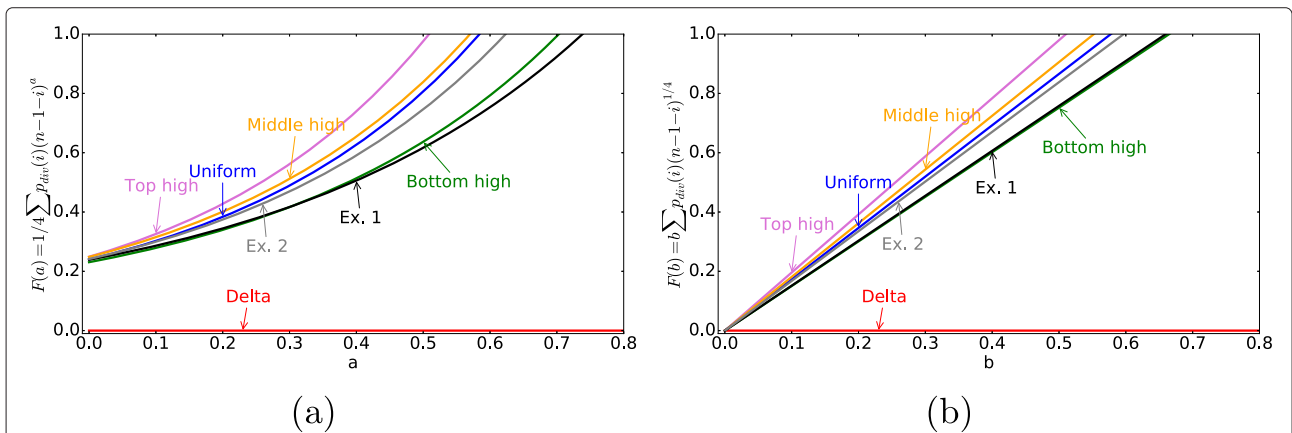 F(a) = 1/4 ∑ p_{div}(i)(n−1−i)^a
1.0
0.8
0.6
0.4
0.2
0.0
Top high
Middle high
Uniform
Ex. 2
Ex. 1
Bottom high
Delta
0.0 0.1 0.2 0.3 0.4 0.5 0.6 0.7 0.8
a
(a)
F(b) = b ∑ p_{div}(i)(n−1−i)^{1/4}
1.0
0.8
0.6
0.4
0.2
0.0
Middle high
Uniform
Top high
Ex. 2
Ex. 1
Bottom high
Delta
0.0 0.1 0.2 0.3 0.4 0.5 0.6 0.7 0.8
b
(b)